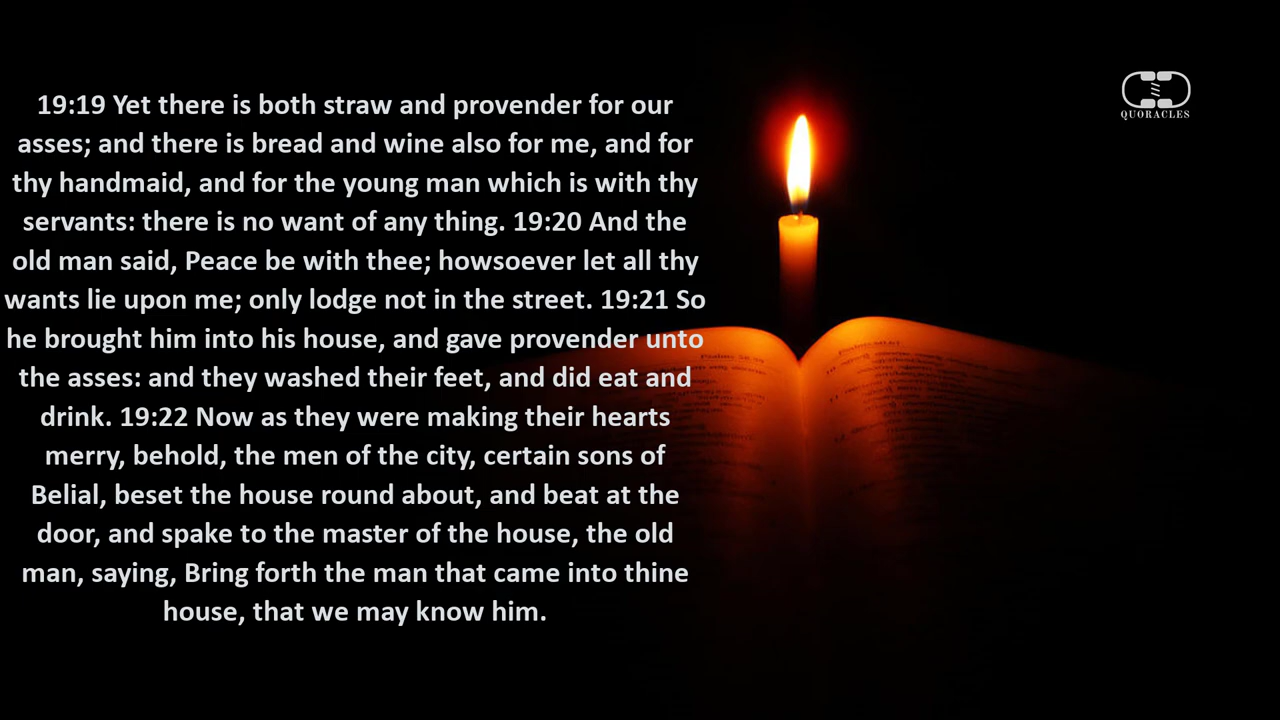 19:19 Yet there is both straw and provender for our
asses; and there is bread and wine also for me, and for
thy handmaid, and for the young man which is with thy
servants: there is no want of any thing. 19:20 And the
old man said, Peace be with thee; howsoever let all thy
wants lie upon me; only lodge not in the street. 19:21 So
he brought him into his house, and gave provender unto
the asses: and they washed their feet, and did eat and
drink. 19:22 Now as they were making their hearts
merry, behold, the men of the city, certain sons of
Belial, beset the house round about, and beat at the
door, and spake to the master of the house, the old
man, saying, Bring forth the man that came into thine
house, that we may know him.
QUORACLES